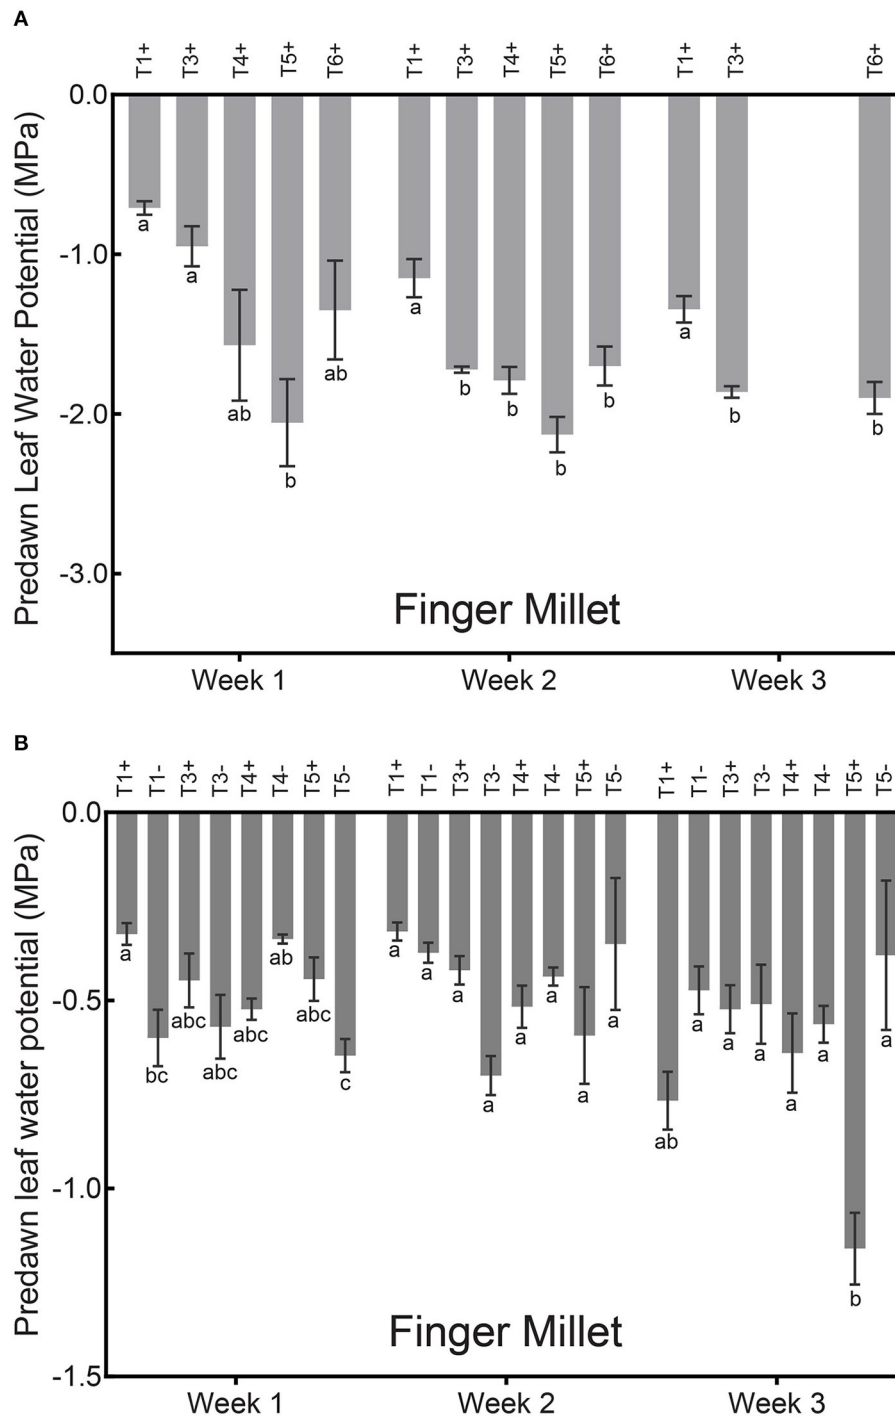 A
T1+ T3+ T4+ T5+ T6+ T1+ T3+ T4+ T5+ T6+ T1+ T3+ T6+
Predawn Leaf Water Potential (MPa)
0.0
-1.0
-2.0
-3.0
a a ab b ab a b b b b a b b
Finger Millet
Week 1 Week 2 Week 3
B
T1+ T1- T3+ T3- T4+ T4- T5+ T5- T1+ T1- T3+ T3- T4+ T4- T5+ T5- T1+ T1- T3+ T3- T4+ T4- T5+ T5-
Predawn leaf water potential (MPa)
0.0
-0.5
-1.0
-1.5
a bc abc abc abc ab abc c a a a a a a a a ab a a a a a b a
Finger Millet
Week 1 Week 2 Week 3